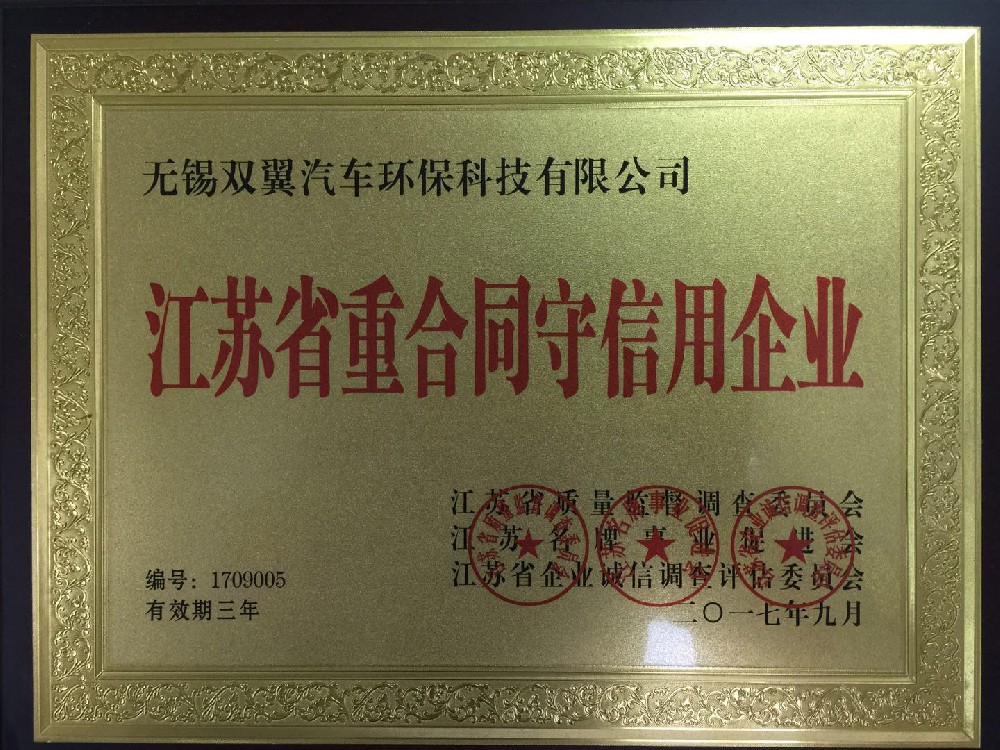 无锡双翼汽车环保科技有限公司
江苏省重合同守信用企业
江苏省质量监督调查委员会
江苏名牌事业促进会
江苏省企业诚信调查评估委员会
编号：1709005
有效期三年
二〇一七年九月